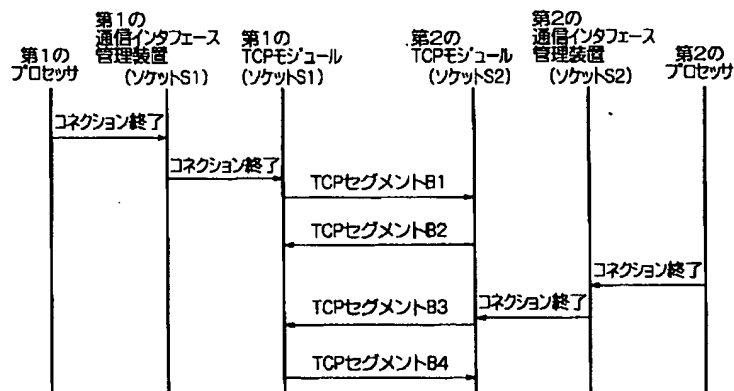 第1の
プロセッサ
第1の
通信インタフェース
管理装置
(ソケットS1)
第1の
TCPモジュール
(ソケットS1)
第2の
TCPモジュール
(ソケットS2)
第2の
通信インタフェース
管理装置
(ソケットS2)
第2の
プロセッサ
コネクション終了
コネクション終了
TCPセグメントB1
TCPセグメントB2
コネクション終了
コネクション終了
TCPセグメントB3
TCPセグメントB4